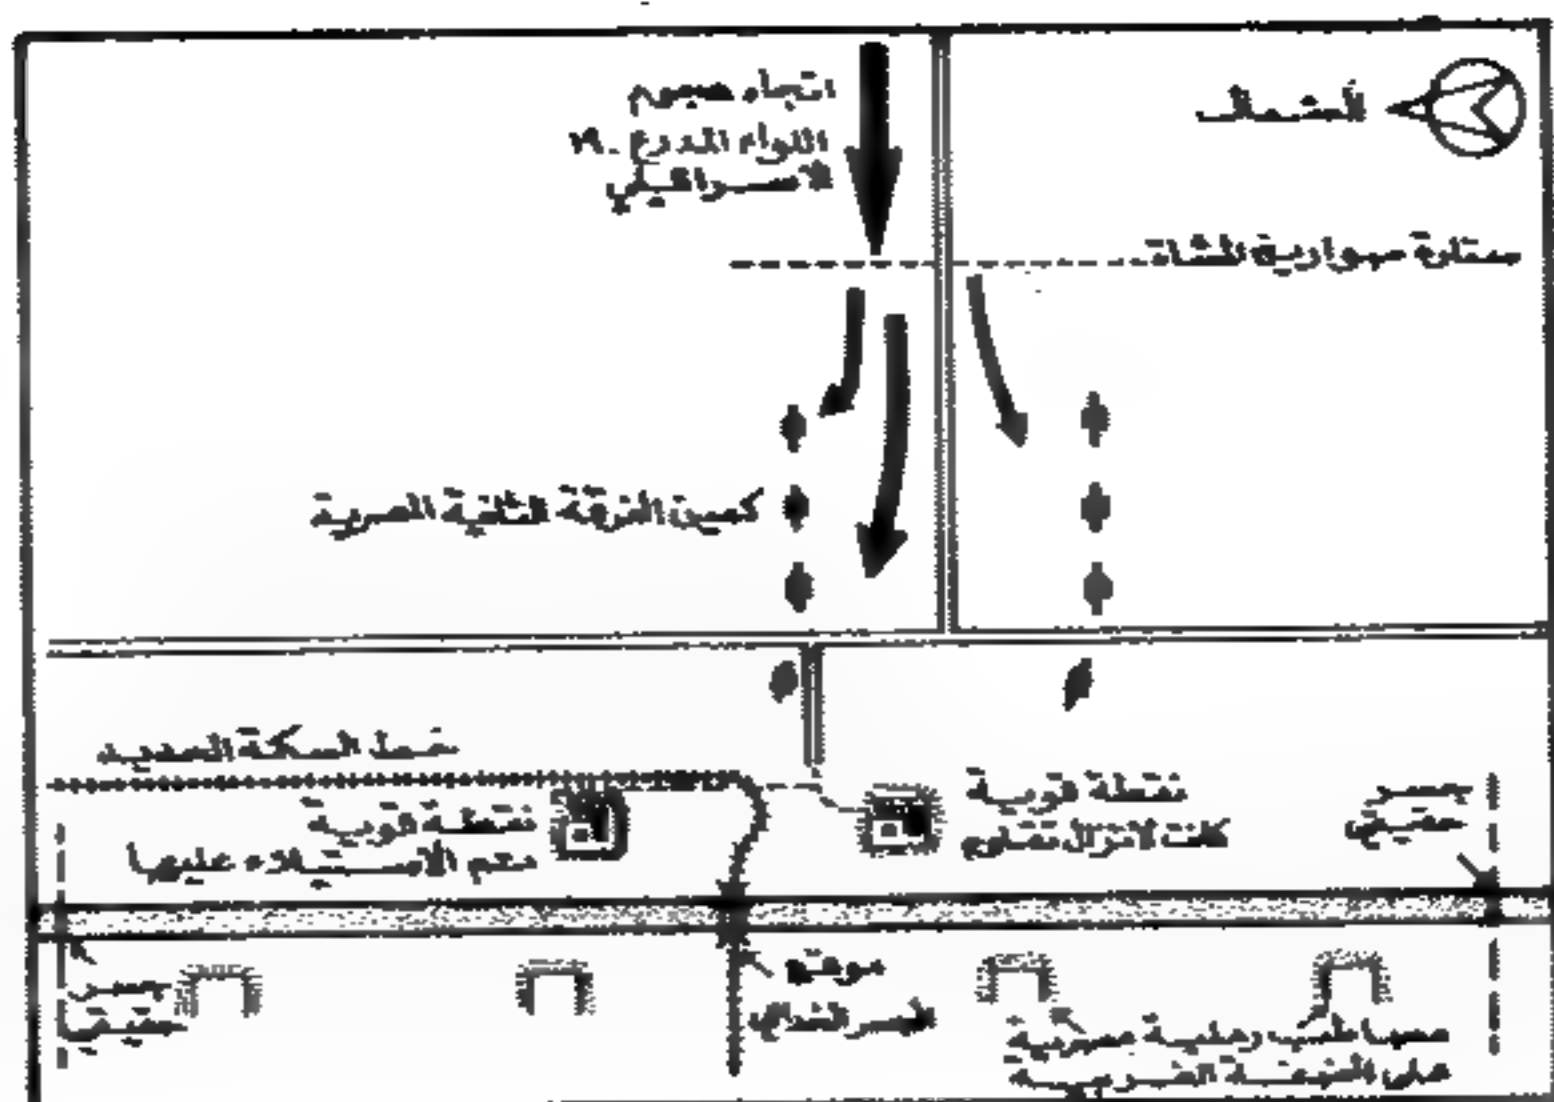 الشمال
اتجاه هجوم
اللواء المدرع ١٩٠
الاسرائيلي
ستارة صواريخ المشاة
كمين الفرقة الثانية المصرية
خط السكة الحديد
نقطة قوية
تم الاستيلاء عليها
نقطة قوية
كانت لاتزال تقاوم
جسر
حقيقي
جسر
حقيقي
موقع
الجسر
مصاطب رملية مصرية
على الضفة الغربية